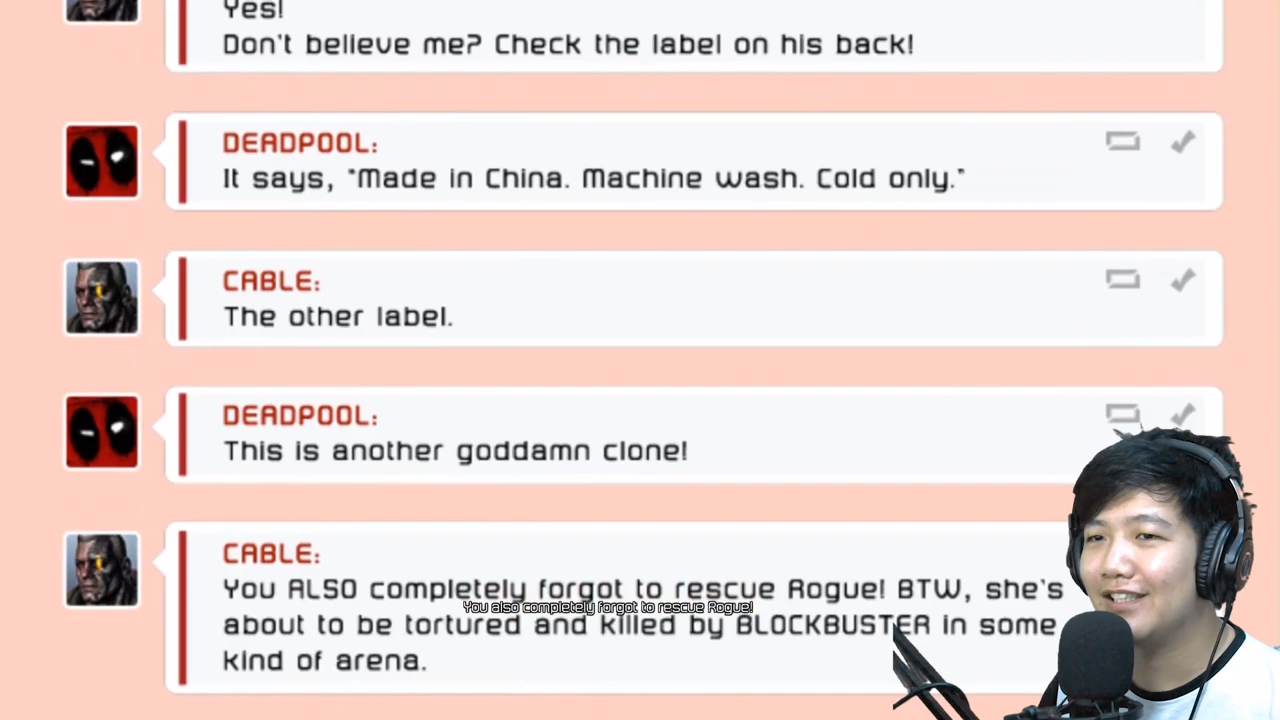 Yes!
Don't believe me? Check the label on his back!
DEADPOOL:
It says, "Made in China. Machine wash. Cold only."
CABLE:
The other label.
DEADPOOL:
This is another goddamn clone!
CABLE:
You ALSO completely forgot to rescue Rogue! BTW, she's
You also completely forgot to rescue Rogue!
about to be tortured and killed by BLOCKBUSTER in some
kind of arena.